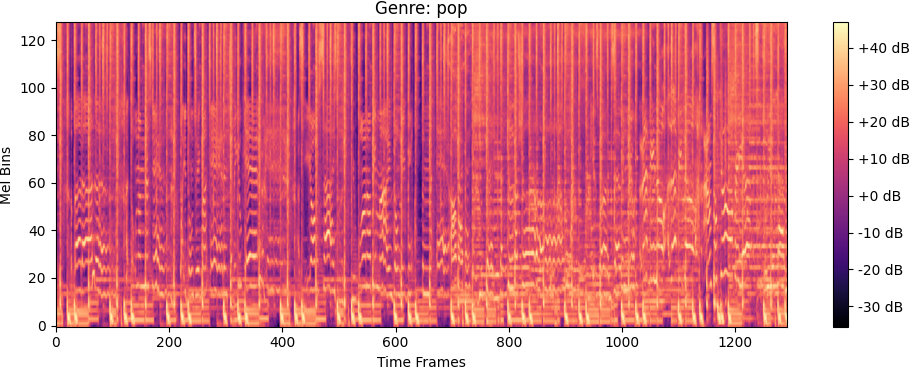 Genre: pop
120
100
80
60
40
20
0
Mel Bins
0 200 400 600 800 1000 1200
Time Frames
+40 dB
+30 dB
+20 dB
+10 dB
+0 dB
-10 dB
-20 dB
-30 dB